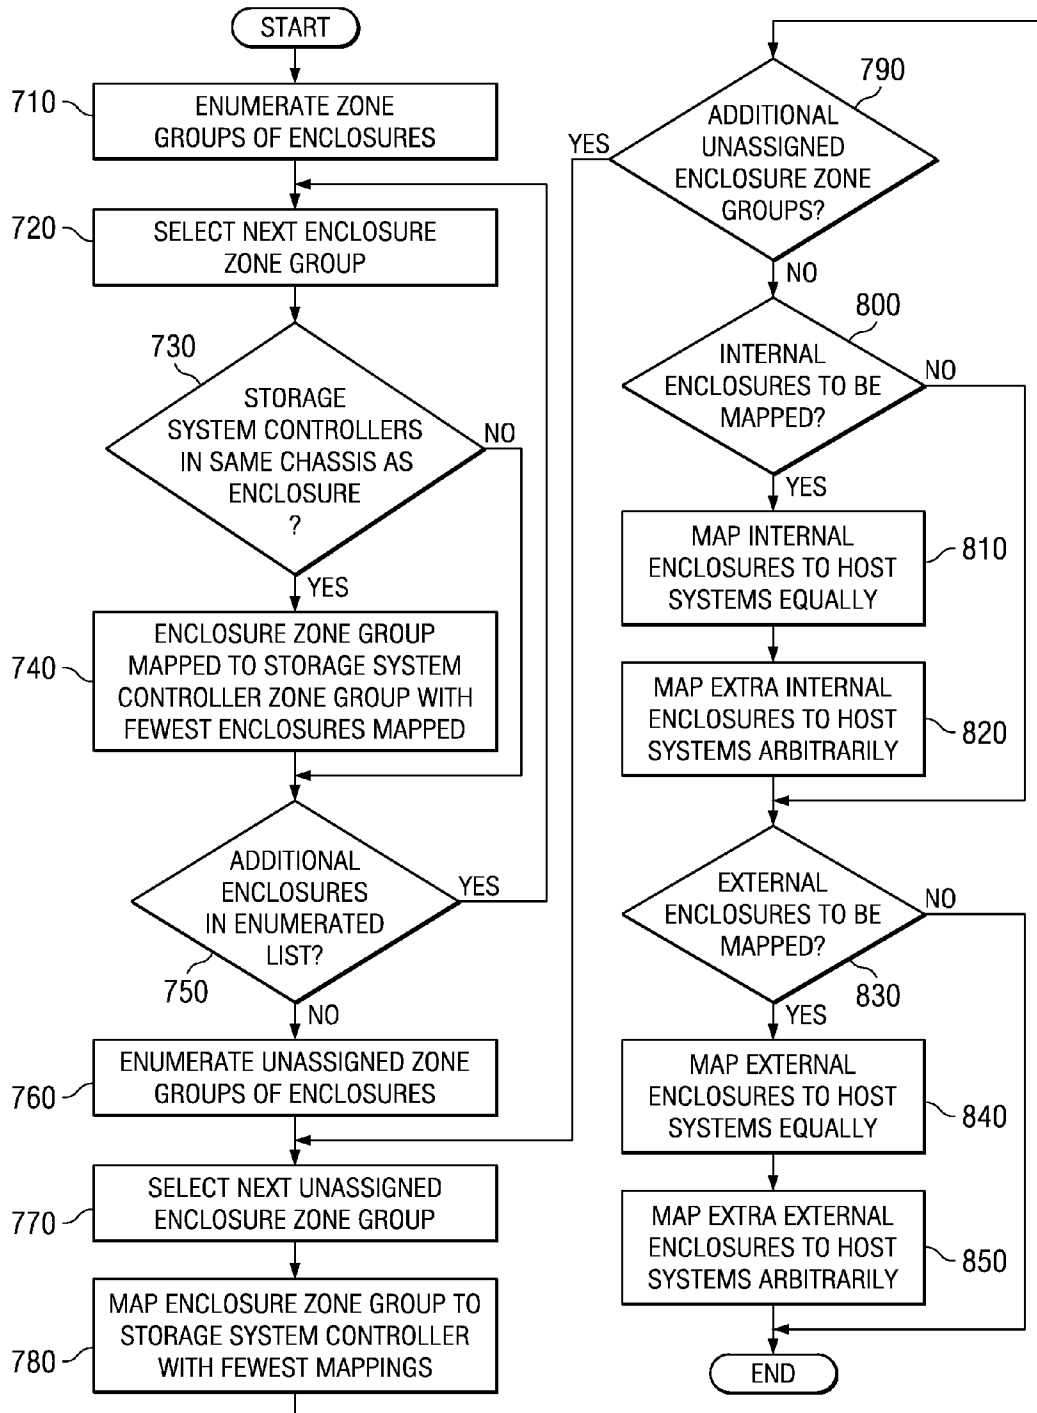 START
710
ENUMERATE ZONE
GROUPS OF ENCLOSURES
720
SELECT NEXT ENCLOSURE
ZONE GROUP
730
STORAGE
SYSTEM CONTROLLERS
IN SAME CHASSIS AS
ENCLOSURE
?
NO
YES
740
ENCLOSURE ZONE GROUP
MAPPED TO STORAGE SYSTEM
CONTROLLER ZONE GROUP WITH
FEWEST ENCLOSURES MAPPED
ADDITIONAL
ENCLOSURES
IN ENUMERATED
LIST?
YES
750
NO
760
ENUMERATE UNASSIGNED ZONE
GROUPS OF ENCLOSURES
770
SELECT NEXT UNASSIGNED
ENCLOSURE ZONE GROUP
780
MAP ENCLOSURE ZONE GROUP TO
STORAGE SYSTEM CONTROLLER
WITH FEWEST MAPPINGS
790
ADDITIONAL
UNASSIGNED
ENCLOSURE ZONE
GROUPS?
YES
NO
800
INTERNAL
ENCLOSURES TO BE
MAPPED?
NO
YES
MAP INTERNAL
ENCLOSURES TO HOST
SYSTEMS EQUALLY
810
MAP EXTRA INTERNAL
ENCLOSURES TO HOST
SYSTEMS ARBITRARILY
820
EXTERNAL
ENCLOSURES TO BE
MAPPED?
NO
830
YES
MAP EXTERNAL
ENCLOSURES TO HOST
SYSTEMS EQUALLY
840
MAP EXTRA EXTERNAL
ENCLOSURES TO HOST
SYSTEMS ARBITRARILY
850
END